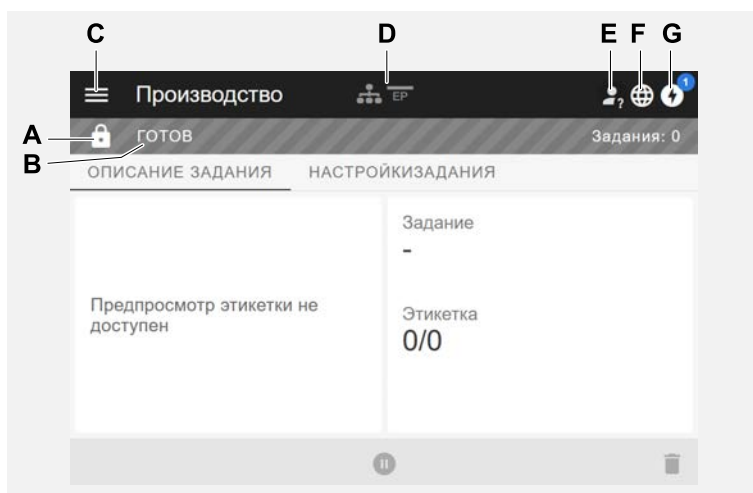 C D E F G
Производство EP ? 1
A
ГОТОВ Задания: 0
B
ОПИСАНИЕ ЗАДАНИЯ НАСТРОЙКИЗАДАНИЯ
Задание
-
Предпросмотр этикетки не
доступен
Этикетка
0/0